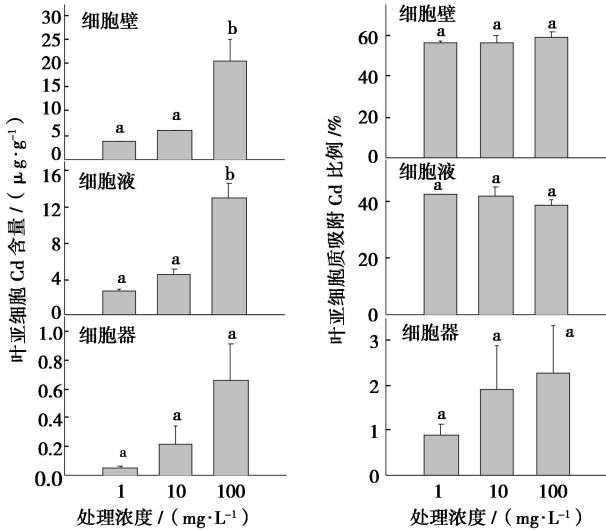 叶亚细胞 Cd 含量 /（ μg·g⁻¹）
细胞壁
30
25
20
15
10
5
0
a
a
b
细胞液
16
12
8
4
0
a
a
b
细胞器
1.0
0.8
0.6
0.4
0.2
0.0
a
a
a
1 10 100
处理浓度 /（ mg·L⁻¹）
叶亚细胞质吸附 Cd 比例 /%
细胞壁
60
40
20
0
a
a
a
细胞液
40
20
0
a
a
a
细胞器
3
2
1
0
a
a
a
1 10 100
处理浓度 /（ mg·L⁻¹）